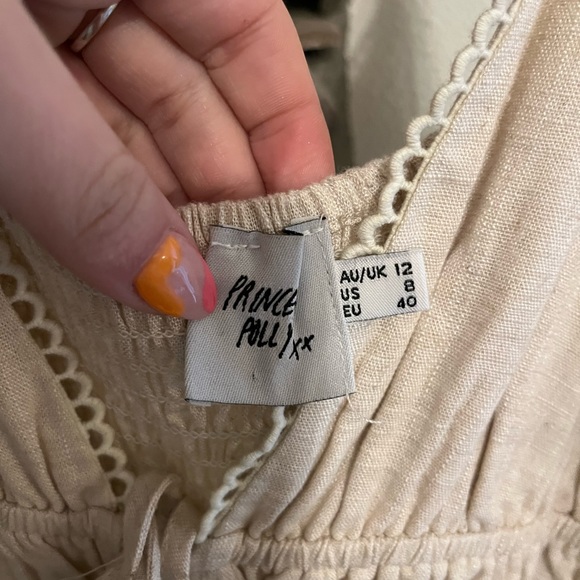 PRINCE
POLLY xx
AU/UK 12
US 8
EU 40